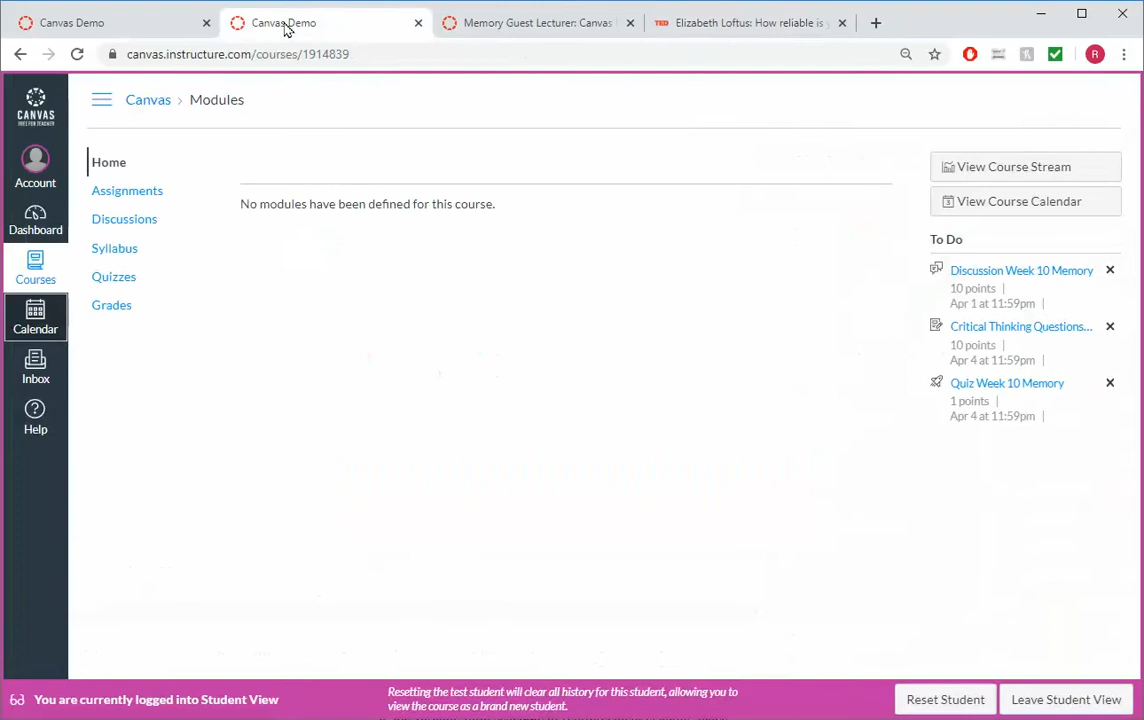 Canvas Demo
Canvas Demo
Memory Guest Lecturer: Canvas
Elizabeth Loftus: How reliable is
canvas.instructure.com/courses/1914839
R
CANVAS
FREE FOR TEACHER
Account
Dashboard
Courses
Calendar
Inbox
Help
Canvas › Modules
Home
Assignments
Discussions
Syllabus
Quizzes
Grades
No modules have been defined for this course.
View Course Stream
View Course Calendar
To Do
Discussion Week 10 Memory
10 points |
Apr 1 at 11:59pm |
Critical Thinking Questions...
10 points |
Apr 4 at 11:59pm |
Quiz Week 10 Memory
1 points |
Apr 4 at 11:59pm |
You are currently logged into Student View
Resetting the test student will clear all history for this student, allowing you to
view the course as a brand new student.
Reset Student
Leave Student View